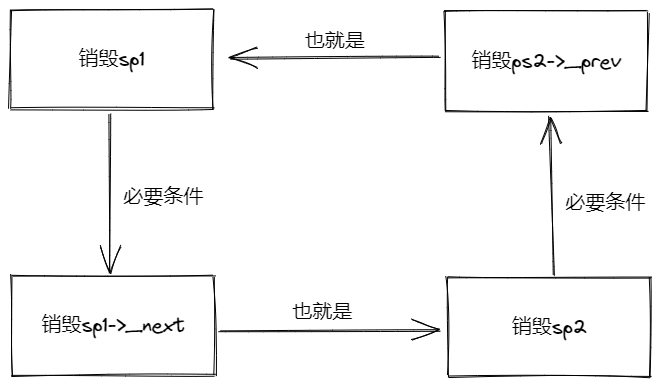 也就是
销毁sp1
销毁ps2->_prev
必要条件
必要条件
销毁sp1->_next
也就是
销毁sp2